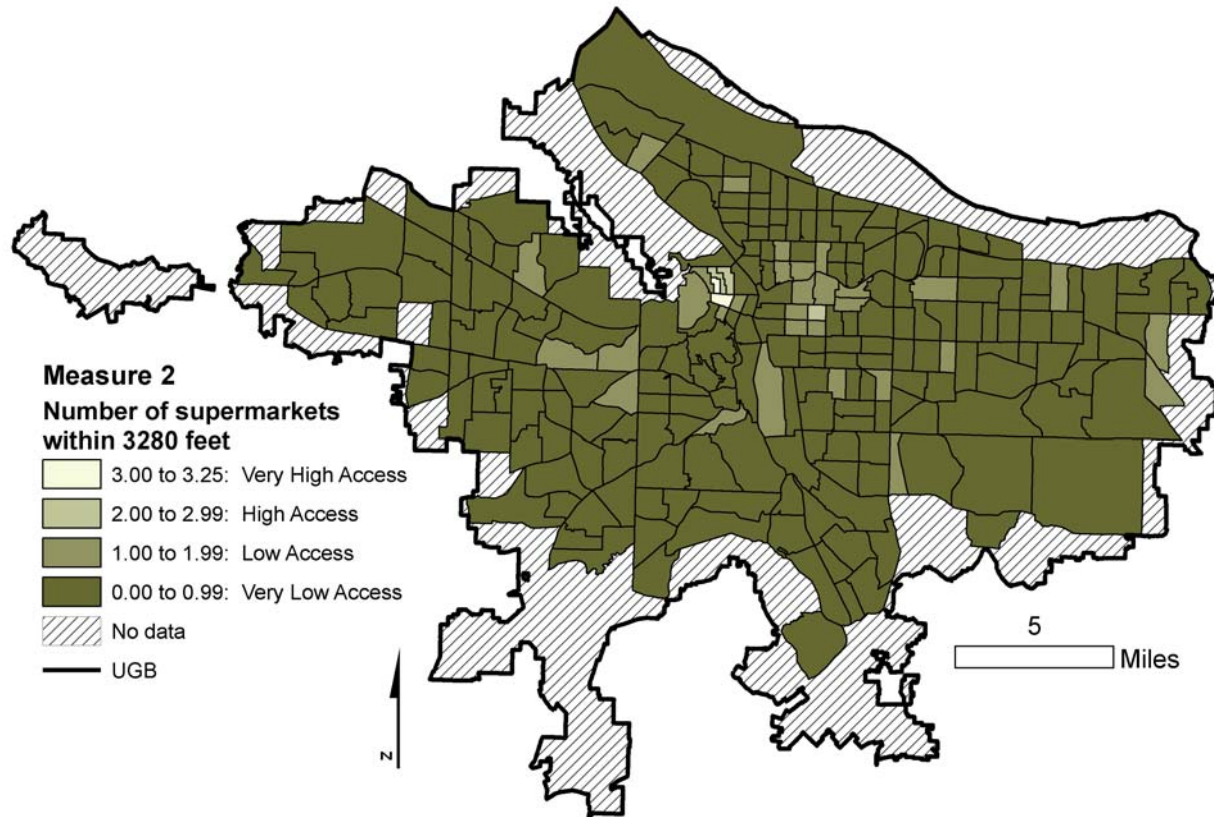 Measure 2
Number of supermarkets
within 3280 feet
3.00 to 3.25: Very High Access
2.00 to 2.99: High Access
1.00 to 1.99: Low Access
0.00 to 0.99: Very Low Access
No data
UGB
N
5
Miles